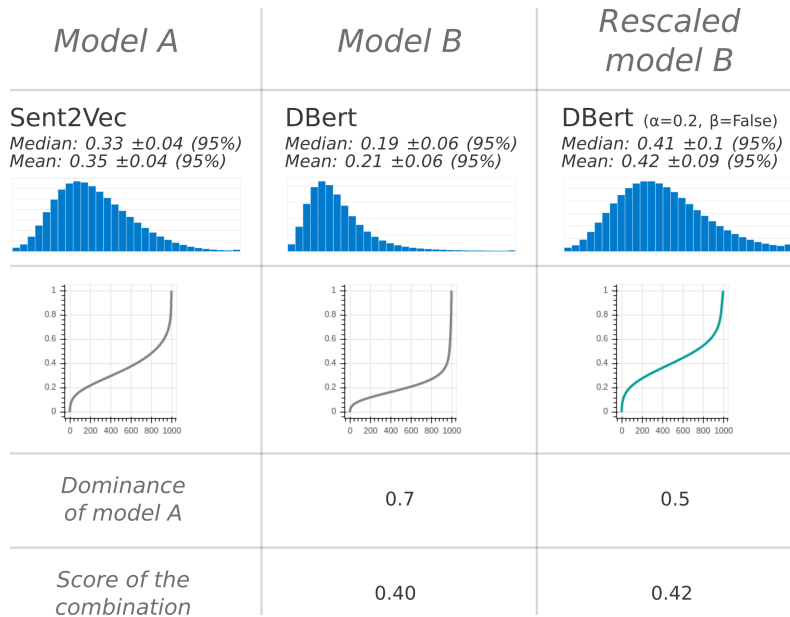 Model A
Model B
Rescaled
model B
Sent2Vec
Median: 0.33 ±0.04 (95%)
Mean: 0.35 ±0.04 (95%)
DBert
Median: 0.19 ±0.06 (95%)
Mean: 0.21 ±0.06 (95%)
DBert (α=0.2, β=False)
Median: 0.41 ±0.1 (95%)
Mean: 0.42 ±0.09 (95%)
1
0.8
0.6
0.4
0.2
0
0 200 400 600 800 1000
1
0.8
0.6
0.4
0.2
0
0 200 400 600 800 1000
1
0.8
0.6
0.4
0.2
0
0 200 400 600 800 1000
Dominance
of model A
0.7
0.5
Score of the
combination
0.40
0.42